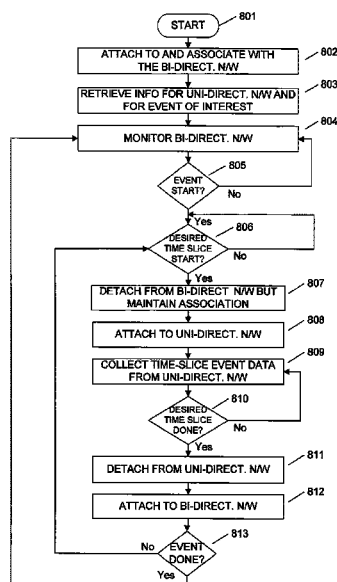 START
801
ATTACH TO AND ASSOCIATE WITH
THE BI-DIRECT. N/W
802
RETRIEVE INFO FOR UNI-DIRECT. N/W AND
FOR EVENT OF INTEREST
803
MONITOR BI-DIRECT. N/W
804
805
EVENT
START?
No
Yes
806
DESIRED
TIME SLICE
START?
No
Yes
807
DETACH FROM BI-DIRECT N/W BUT
MAINTAIN ASSOCIATION
808
ATTACH TO UNI-DIRECT. N/W
809
COLLECT TIME-SLICE EVENT DATA
FROM UNI-DIRECT. N/W
810
DESIRED
TIME SLICE
DONE?
No
Yes
811
DETACH FROM UNI-DIRECT. N/W
812
ATTACH TO BI-DIRECT. N/W
813
No
EVENT
DONE?
Yes